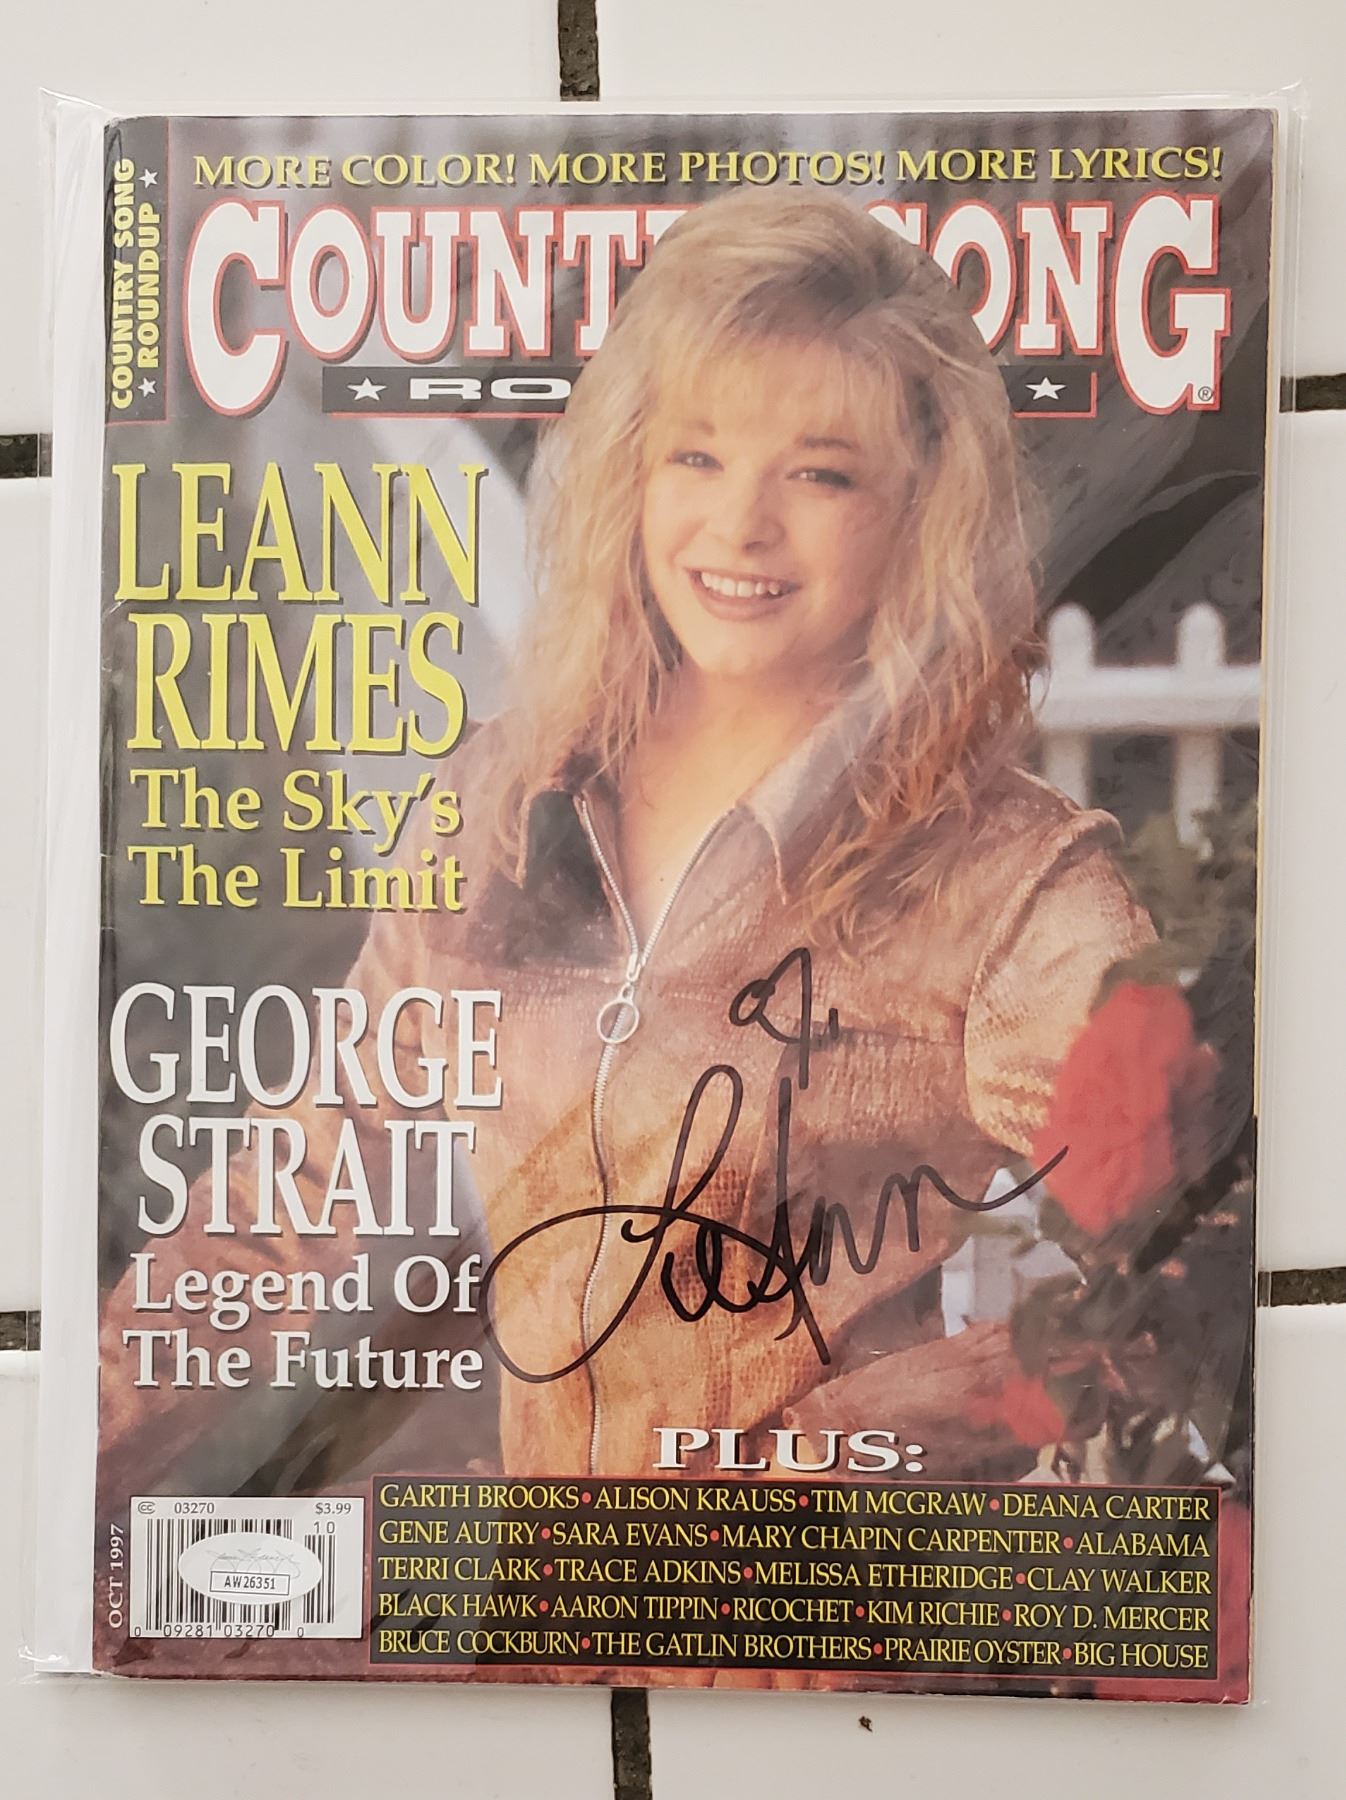 MORE COLOR! MORE PHOTOS! MORE LYRICS!
COUNTRY SONG
ROUNDUP
COUNT SONG
RO
®
LEANN
RIMES
The Sky's
The Limit
GEORGE
STRAIT
Legend Of
The Future
LeAnn
PLUS:
GARTH BROOKS•ALISON KRAUSS•TIM MCGRAW•DEANA CARTER
GENE AUTRY•SARA EVANS•MARY CHAPIN CARPENTER•ALABAMA
TERRI CLARK•TRACE ADKINS•MELISSA ETHERIDGE•CLAY WALKER
BLACK HAWK•AARON TIPPIN•RICOCHET•KIM RICHIE•ROY D. MERCER
BRUCE COCKBURN•THE GATLIN BROTHERS•PRAIRIE OYSTER•BIG HOUSE
OCT 1997
CC 03270 $3.99
10
AW26351
0 09281 03270 0